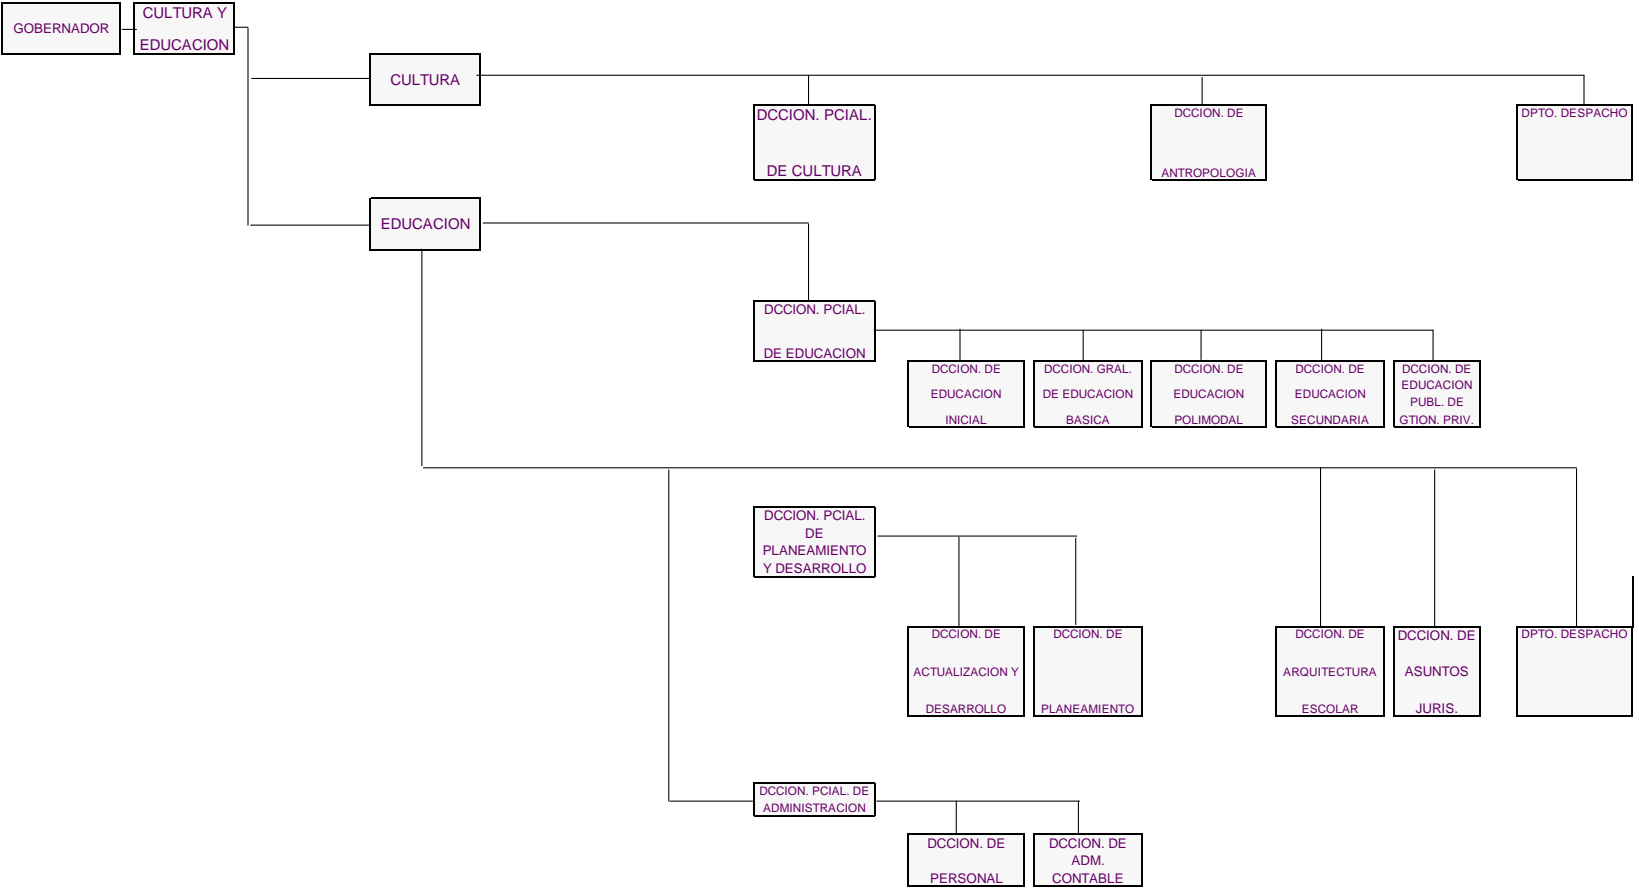 GOBERNADOR
CULTURA Y
EDUCACION
CULTURA
DCCION. PCIAL.
DE CULTURA
DCCION. DE
ANTROPOLOGIA
DPTO. DESPACHO
EDUCACION
DCCION. PCIAL.
DE EDUCACION
DCCION. DE
EDUCACION
INICIAL
DCCION. GRAL.
DE EDUCACION
BASICA
DCCION. DE
EDUCACION
POLIMODAL
DCCION. DE
EDUCACION
SECUNDARIA
DCCION. DE
EDUCACION
PUBL. DE
GTION. PRIV.
DCCION. PCIAL.
DE
PLANEAMIENTO
Y DESARROLLO
DCCION. DE
ACTUALIZACION Y
DESARROLLO
DCCION. DE
PLANEAMIENTO
DCCION. DE
ARQUITECTURA
ESCOLAR
DCCION. DE
ASUNTOS
JURIS.
DPTO. DESPACHO
DCCION. PCIAL. DE
ADMINISTRACION
DCCION. DE
PERSONAL
DCCION. DE
ADM.
CONTABLE